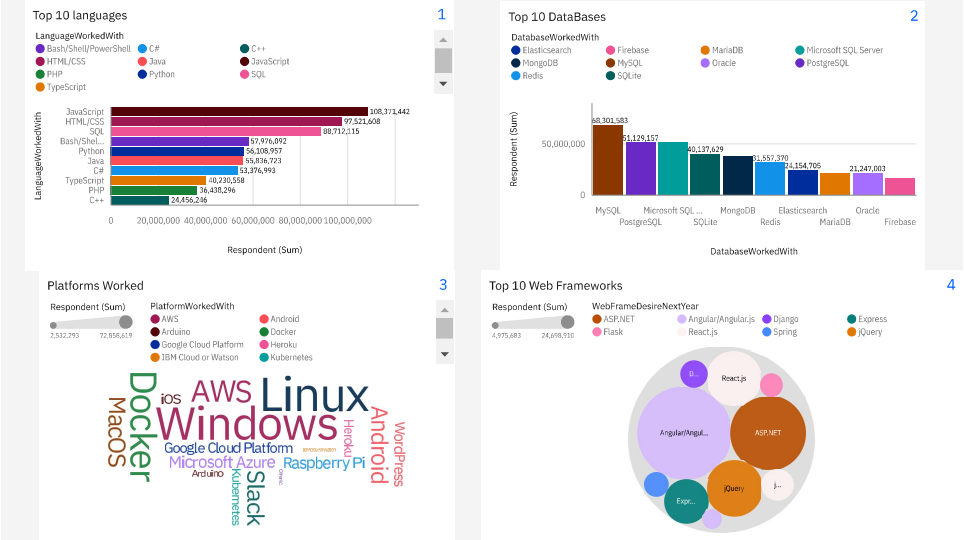 Top 10 languages
1
LanguageWorkedWith
Bash/Shell/PowerShell
C#
C++
HTML/CSS
Java
JavaScript
PHP
Python
SQL
TypeScript
LanguageWorkedWith
JavaScript
108,371,442
HTML/CSS
97,521,608
SQL
88,712,115
Bash/Shel...
57,976,092
Python
56,108,957
Java
55,836,723
C#
53,376,993
TypeScript
40,230,558
PHP
36,438,296
C++
24,456,246
0
20,000,000
40,000,000
60,000,000
80,000,000
100,000,000
Respondent (Sum)
Top 10 DataBases
2
DatabaseWorkedWith
Elasticsearch
Firebase
MariaDB
Microsoft SQL Server
MongoDB
MySQL
Oracle
PostgreSQL
Redis
SQLite
Respondent (Sum)
50,000,000
0
68,301,583
51,129,157
40,137,629
31,557,370
24,154,705
21,247,003
MySQL
Microsoft SQL ...
MongoDB
Elasticsearch
Oracle
PostgreSQL
SQLite
Redis
MariaDB
Firebase
DatabaseWorkedWith
Platforms Worked
3
Respondent (Sum)
2,532,293
72,858,619
PlatformWorkedWith
AWS
Android
Arduino
Docker
Google Cloud Platform
Heroku
IBM Cloud or Watson
Kubernetes
MacOS
Docker
iOS
AWS
Linux
Windows
Heroku
Android
WordPress
Google Cloud Platform
Microsoft Azure
Raspberry Pi
Arduino
Kubernetes
Slack
Top 10 Web Frameworks
4
Respondent (Sum)
4,975,683
24,698,910
WebFrameDesireNextYear
ASP.NET
Angular/Angular.js
Django
Express
Flask
React.js
Spring
jQuery
D...
React.js
Angular/Angul...
ASP.NET
jQuery
j...
Expr...